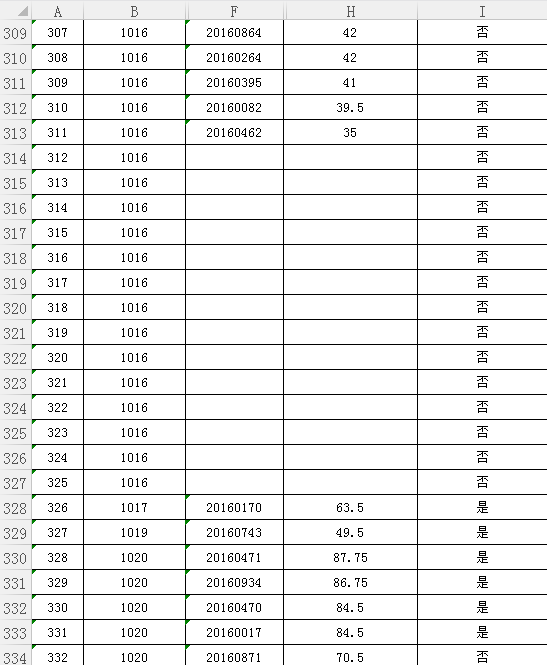 A B F H I
309 307 1016 20160864 42 否
310 308 1016 20160264 42 否
311 309 1016 20160395 41 否
312 310 1016 20160082 39.5 否
313 311 1016 20160462 35 否
314 312 1016 否
315 313 1016 否
316 314 1016 否
317 315 1016 否
318 316 1016 否
319 317 1016 否
320 318 1016 否
321 319 1016 否
322 320 1016 否
323 321 1016 否
324 322 1016 否
325 323 1016 否
326 324 1016 否
327 325 1016 否
328 326 1017 20160170 63.5 是
329 327 1019 20160743 49.5 是
330 328 1020 20160471 87.75 是
331 329 1020 20160934 86.75 是
332 330 1020 20160470 84.5 是
333 331 1020 20160017 84.5 是
334 332 1020 20160871 70.5 否